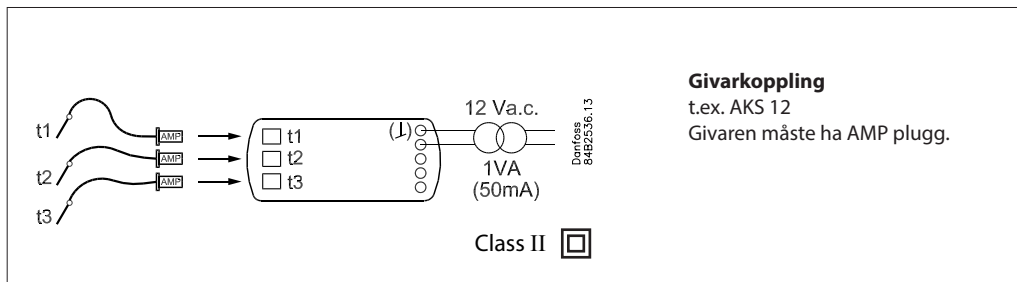 Givarkoppling
t.ex. AKS 12
Givaren måste ha AMP plugg.
t1
t2
t3
AMP
AMP
AMP
t1
t2
t3
12 Va.c.
1VA
(50mA)
Danfoss
84B2536.13
Class II